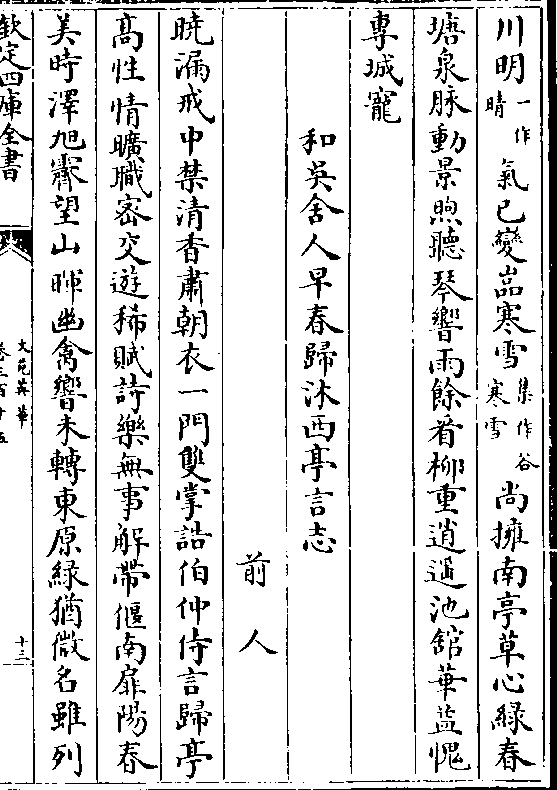 川明一作晴氣已變嵓寒雪集作谷寒雪尚擁南亭草心綠春
塘泉脉動景煦聽琴響雨餘看柳重逍遥池舘華益愧
專城寵
和吳舍人早春歸沐西亭言志
前人
曉漏戒中禁清香肅朝衣一門雙掌誥伯仲侍言歸亭
髙性情曠職宻交遊稀賦詩樂無事解帶偃南扉陽春
美時澤旭霽望山暉幽禽響未轉東原緑猶微名雖列
欽定四庫全書
文苑英華
卷三百十五
十三